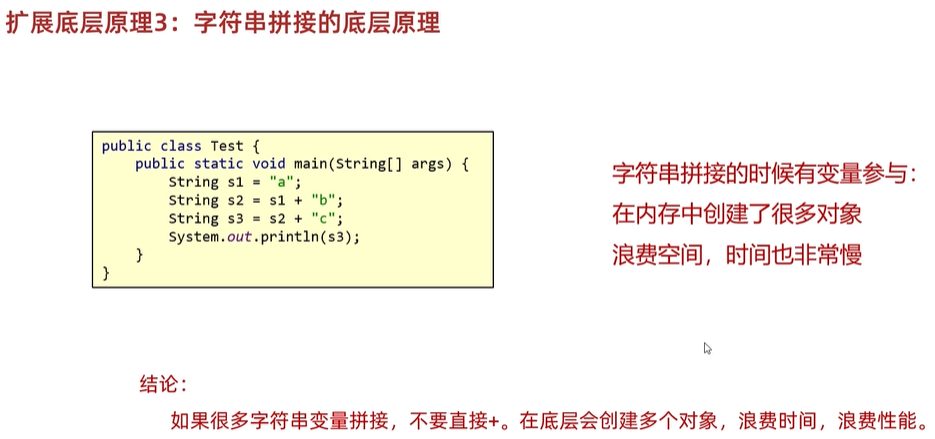 扩展底层原理3：字符串拼接的底层原理
public class Test {
    public static void main(String[] args) {
        String s1 = "a";
        String s2 = s1 + "b";
        String s3 = s2 + "c";
        System.out.println(s3);
    }
}
字符串拼接的时候有变量参与：
在内存中创建了很多对象
浪费空间，时间也非常慢
结论：
如果很多字符串变量拼接，不要直接+。在底层会创建多个对象，浪费时间，浪费性能。